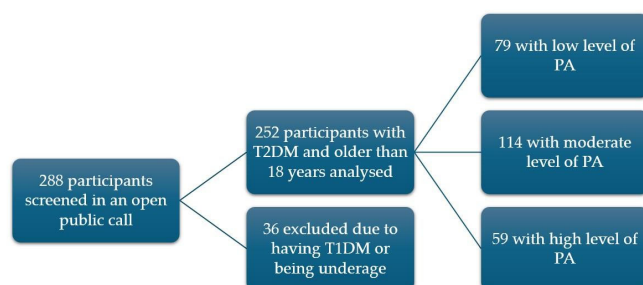 288 participants
screened in an open
public call
252 participants with
T2DM and older than
18 years analysed
36 excluded due to
having T1DM or
being underage
79 with low level of
PA
114 with moderate
level of PA
59 with high level of
PA